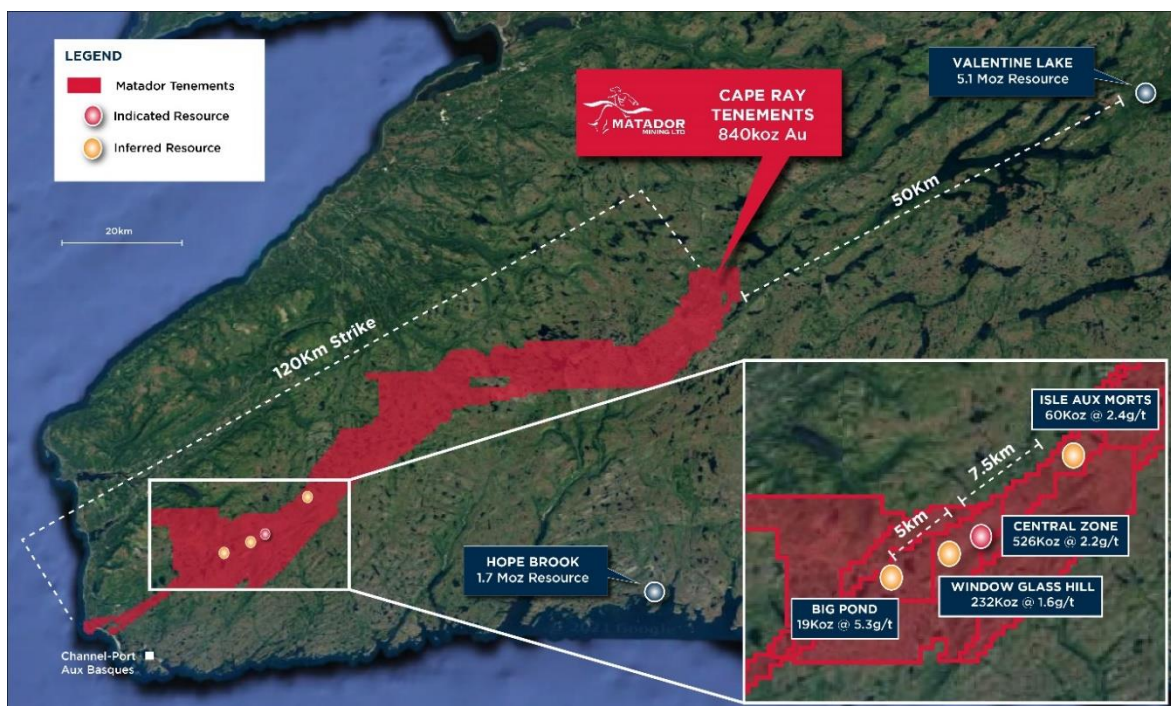 LEGEND
Matador Tenements
Indicated Resource
Inferred Resource
20km
VALENTINE LAKE
5.1 Moz Resource
MATADOR
MINING LTD
CAPE RAY
TENEMENTS
840koz Au
50Km
120Km Strike
HOPE BROOK
1.7 Moz Resource
Channel-Port
Aux Basques
ISLE AUX MORTS
60Koz @ 2.4g/t
7.5km
5km
CENTRAL ZONE
526Koz @ 2.2g/t
WINDOW GLASS HILL
232Koz @ 1.6g/t
BIG POND
19Koz @ 5.3g/t